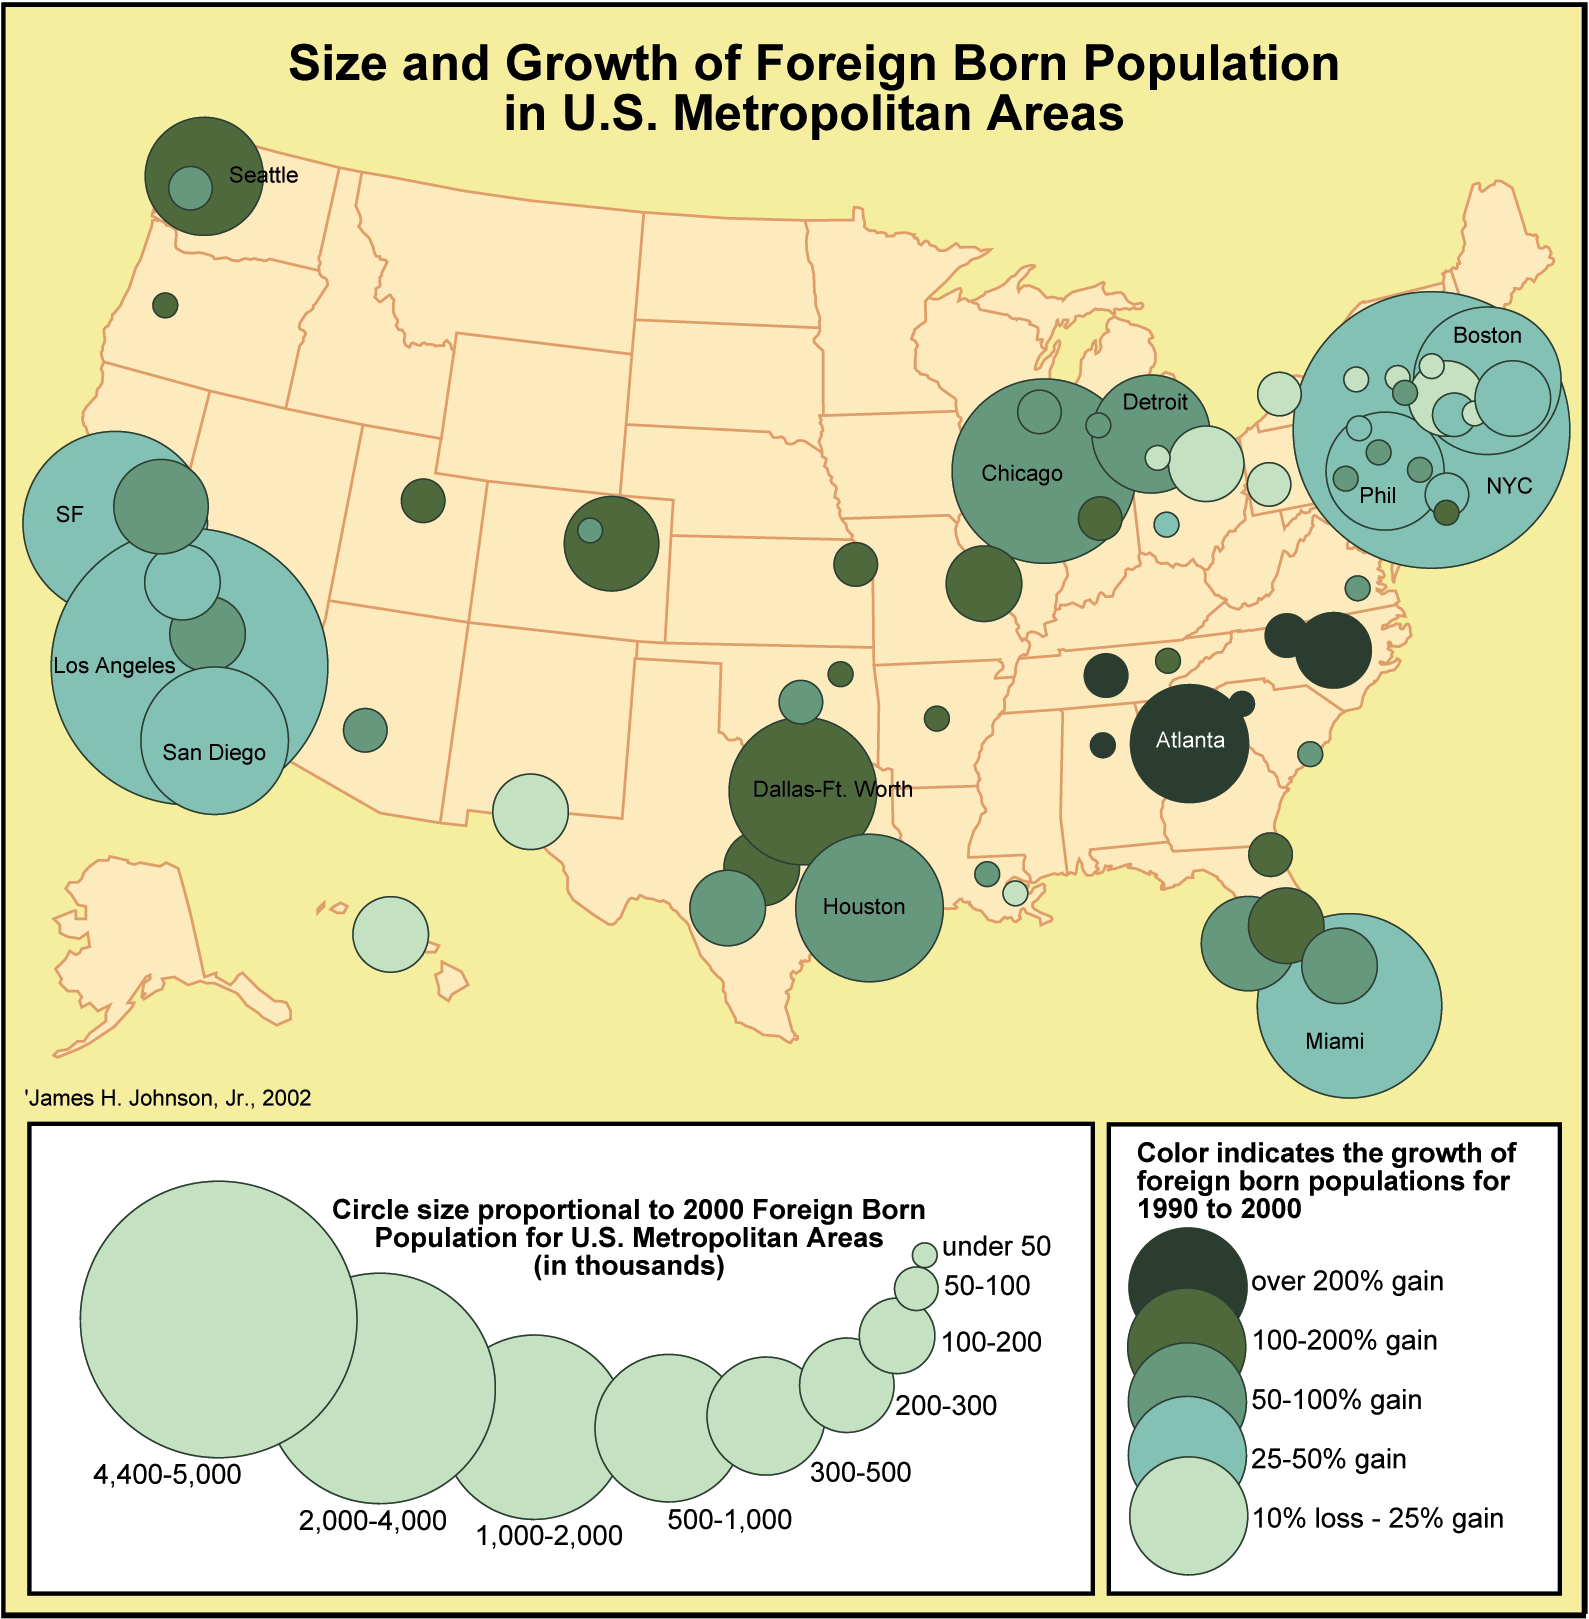 Size and Growth of Foreign Born Population
in U.S. Metropolitan Areas
Seattle
Boston
Detroit
Chicago
SF
Phil
NYC
Los Angeles
San Diego
Atlanta
Dallas-Ft. Worth
Houston
Miami
'James H. Johnson, Jr., 2002
Circle size proportional to 2000 Foreign Born
Population for U.S. Metropolitan Areas
(in thousands)
under 50
50-100
100-200
200-300
300-500
500-1,000
1,000-2,000
2,000-4,000
4,400-5,000
Color indicates the growth of
foreign born populations for
1990 to 2000
over 200% gain
100-200% gain
50-100% gain
25-50% gain
10% loss - 25% gain